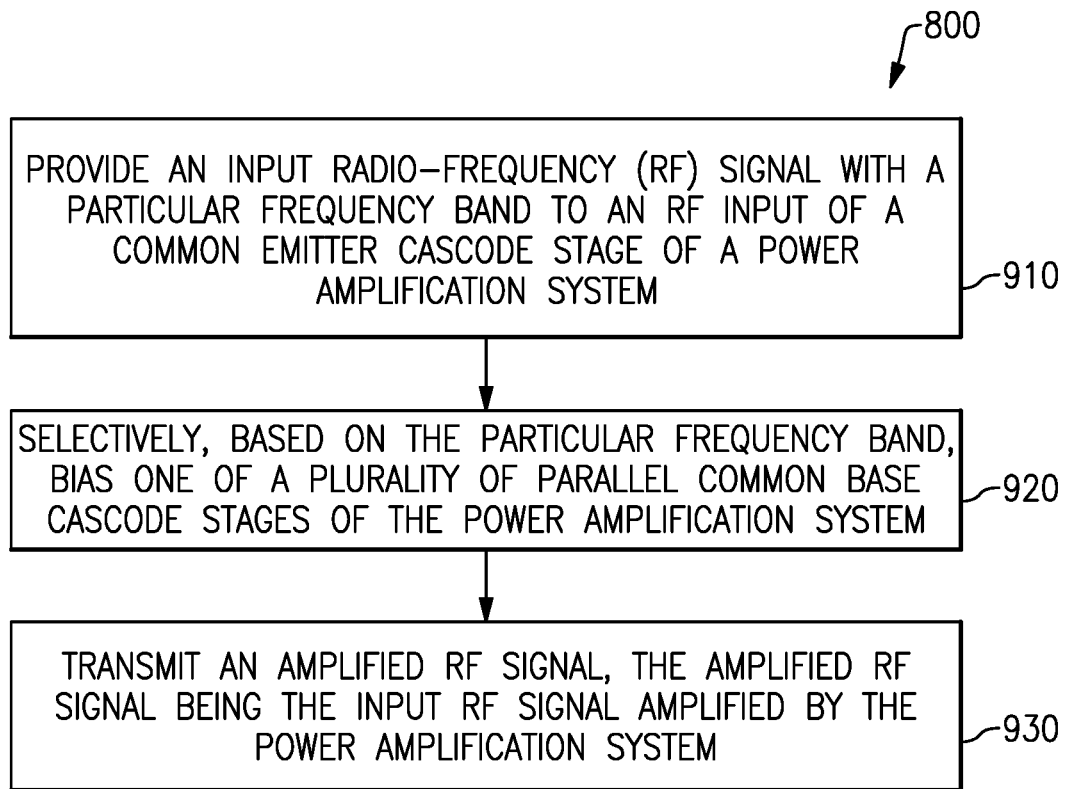 800
PROVIDE AN INPUT RADIO-FREQUENCY (RF) SIGNAL WITH A
PARTICULAR FREQUENCY BAND TO AN RF INPUT OF A
COMMON EMITTER CASCODE STAGE OF A POWER
AMPLIFICATION SYSTEM
910
SELECTIVELY, BASED ON THE PARTICULAR FREQUENCY BAND,
BIAS ONE OF A PLURALITY OF PARALLEL COMMON BASE
CASCODE STAGES OF THE POWER AMPLIFICATION SYSTEM
920
TRANSMIT AN AMPLIFIED RF SIGNAL, THE AMPLIFIED RF
SIGNAL BEING THE INPUT RF SIGNAL AMPLIFIED BY THE
POWER AMPLIFICATION SYSTEM
930